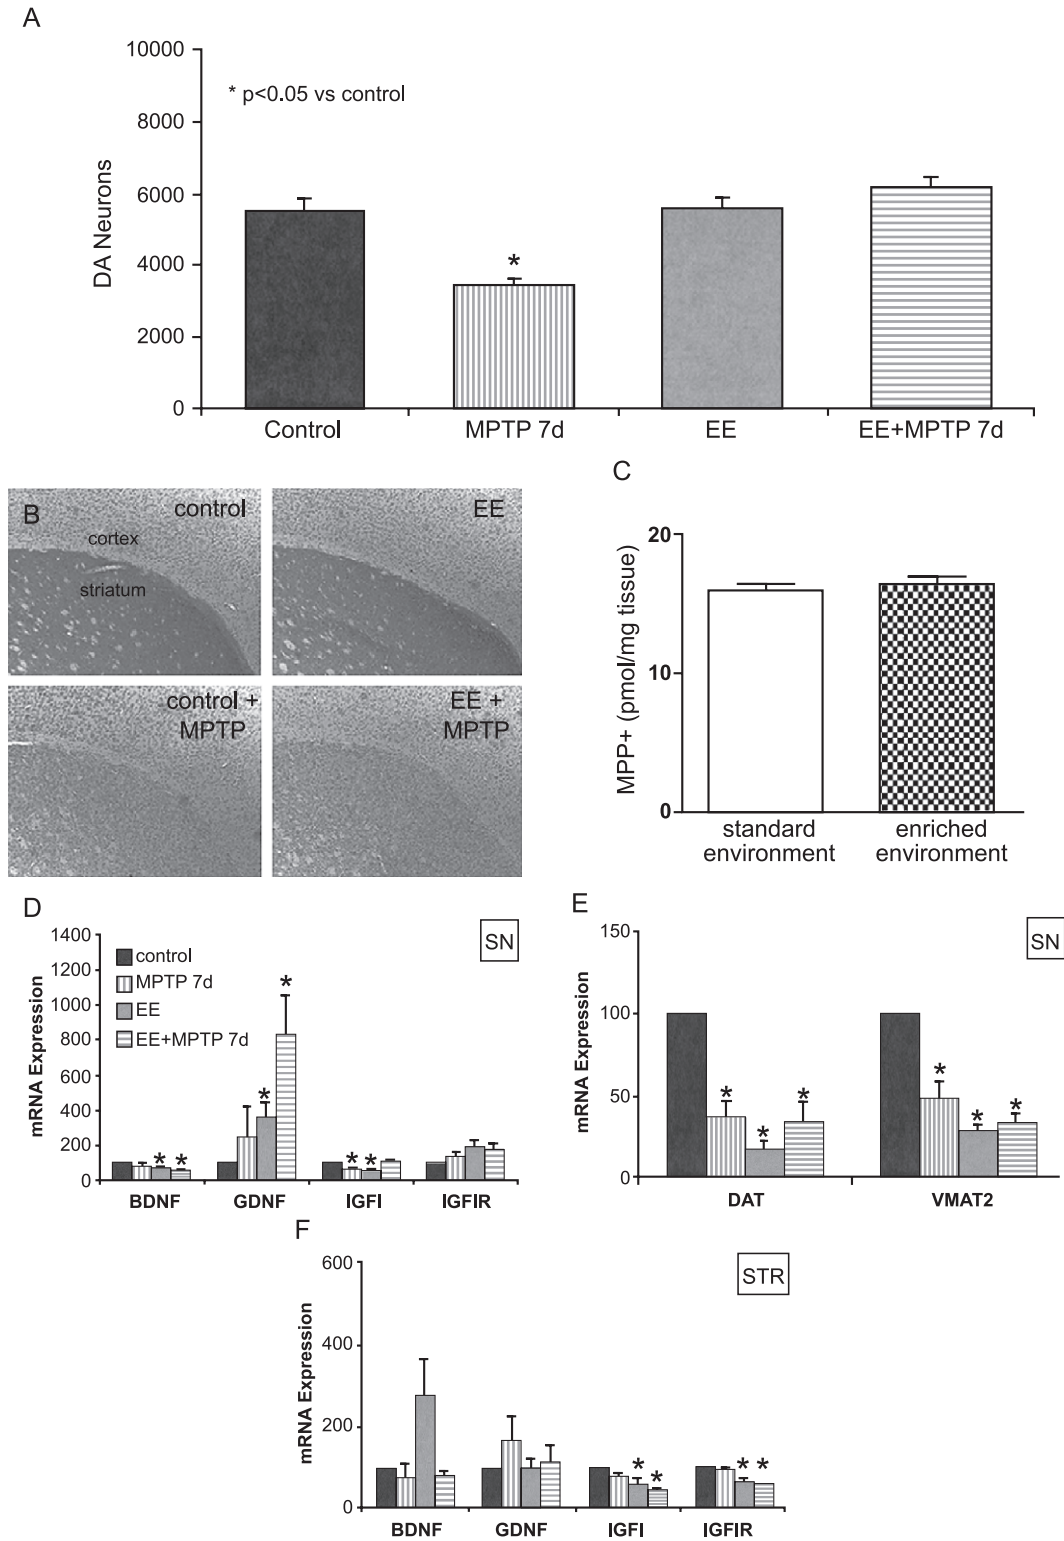 A
10000
8000
6000
4000
2000
0
DA Neurons
* p<0.05 vs control
*
Control
MPTP 7d
EE
EE+MPTP 7d
B
control
cortex
striatum
EE
control +
MPTP
EE +
MPTP
C
20
10
0
MPP+ (pmol/mg tissue)
standard
environment
enriched
environment
D
1400
1200
1000
800
600
400
200
0
mRNA Expression
control
MPTP 7d
EE
EE+MPTP 7d
SN
* * * * * *
BDNF
GDNF
IGFI
IGFIR
E
150
100
50
0
mRNA Expression
SN
* * * * * *
DAT
VMAT2
F
600
400
200
0
mRNA Expression
STR
* * * *
BDNF
GDNF
IGFI
IGFIR